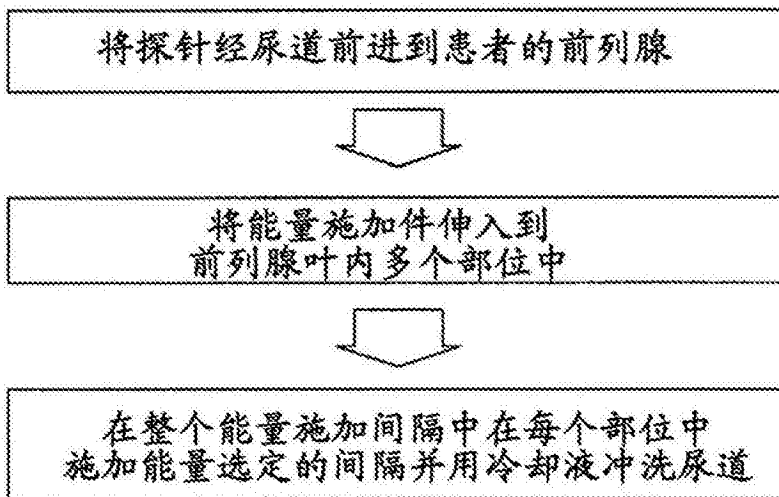 将探针经尿道前进到患者的前列腺
将能量施加件伸入到
前列腺叶内多个部位中
在整个能量施加间隔中在每个部位中
施加能量选定的间隔并用冷却液冲洗尿道